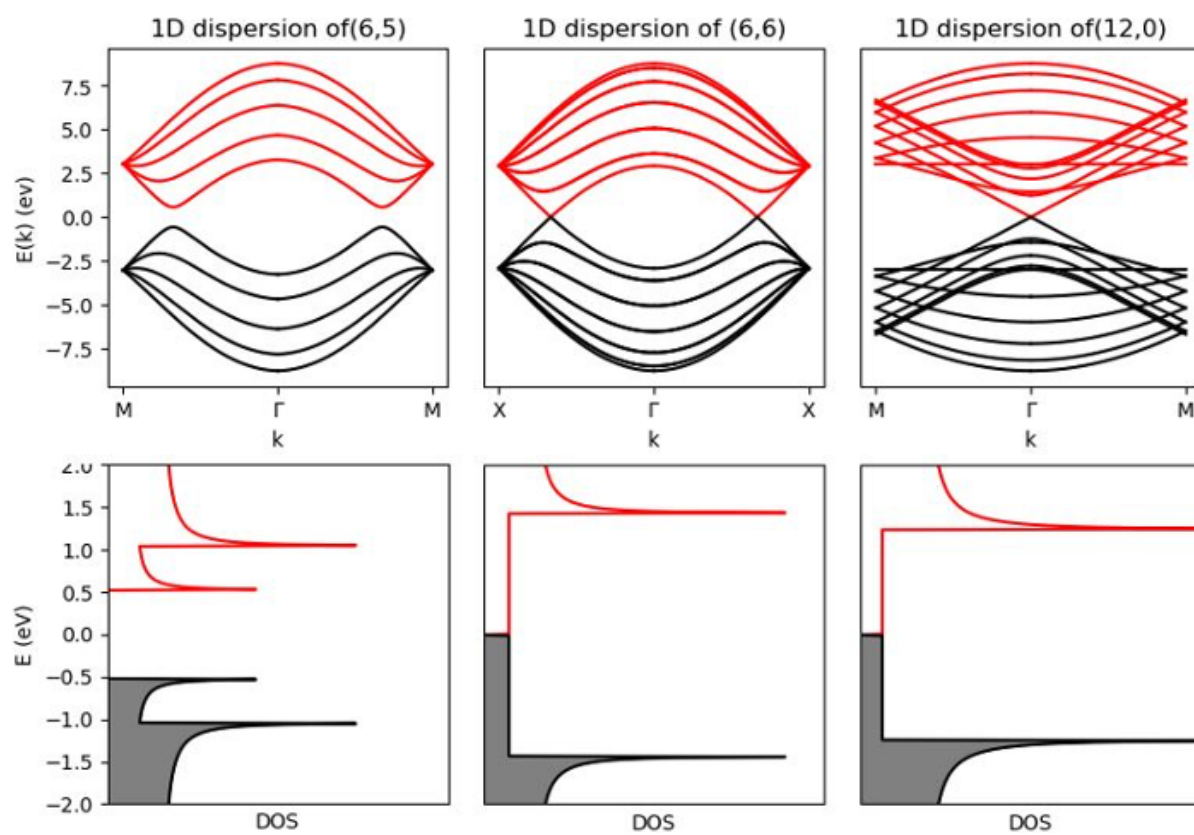 1D dispersion of(6,5)
1D dispersion of (6,6)
1D dispersion of(12,0)
E(k) (ev)
7.5
5.0
2.5
0.0
−2.5
−5.0
−7.5
M Γ M
X Γ X
M Γ M
k
k
k
E (eV)
2.0
1.5
1.0
0.5
0.0
−0.5
−1.0
−1.5
−2.0
DOS
DOS
DOS